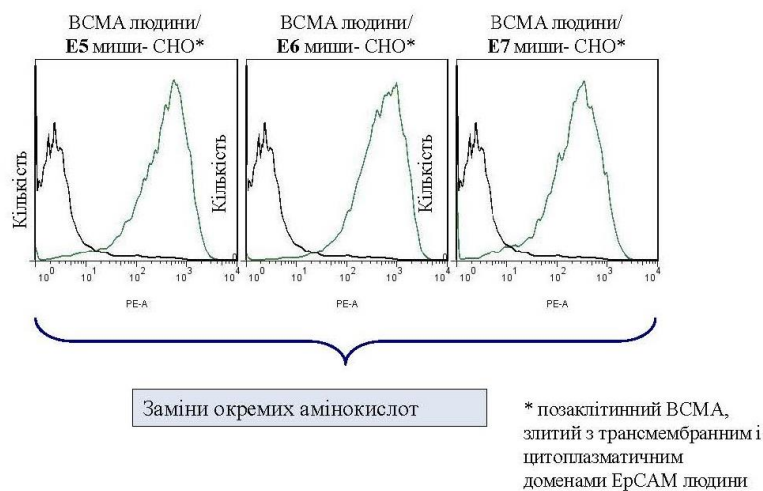 ВСМА людини/
E5 миши- СНО*
ВСМА людини/
E6 миши- СНО*
ВСМА людини/
E7 миши- СНО*
Кількість
Кількість
Кількість
10^0 10^1 10^2 10^3 10^4
10^0 10^1 10^2 10^3 10^4
10^0 10^1 10^2 10^3 10^4
PE-A
PE-A
PE-A
Заміни окремих амінокислот
* позаклітинний ВСМА,
злитий з трансмембранним і
цитоплазматичним
доменами EpCAM людини